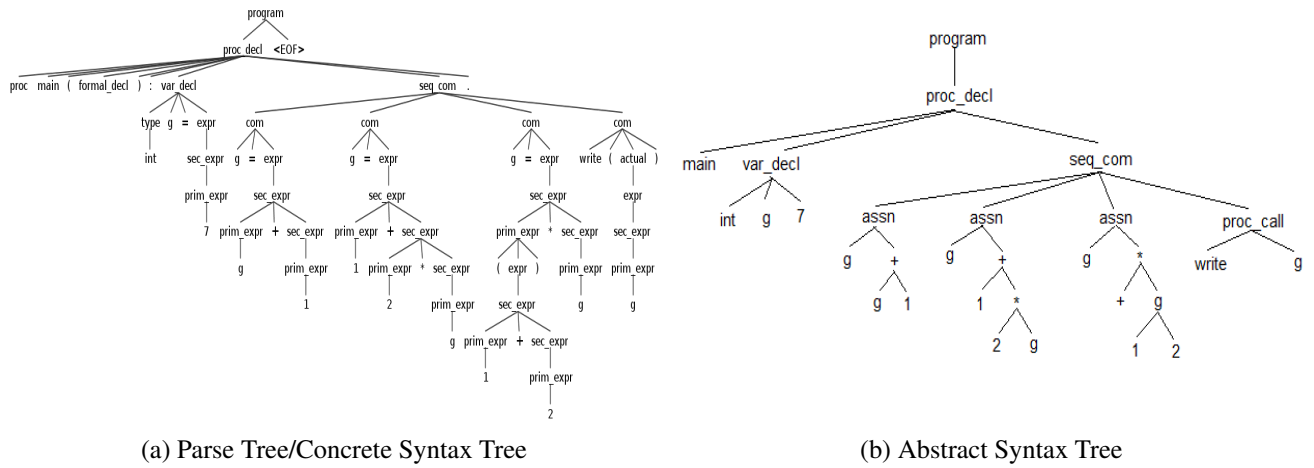 program
proc_decl <EOF>
proc main ( formal_decl ) : var_decl seq_com .
type g = expr com com com com
int sec_expr g = expr g = expr g = expr write ( actual )
prim_expr sec_expr sec_expr sec_expr expr
7 prim_expr + sec_expr prim_expr + sec_expr prim_expr * sec_expr sec_expr
g prim_expr 1 prim_expr * sec_expr ( expr ) prim_expr prim_expr
1 2 prim_expr sec_expr g g
g prim_expr + sec_expr
1 prim_expr
2
(a) Parse Tree/Concrete Syntax Tree
program
proc_decl
main var_decl seq_com
int g 7 assn assn assn proc_call
g + g + g * write g
g 1 1 * + g
2 g 1 2
(b) Abstract Syntax Tree